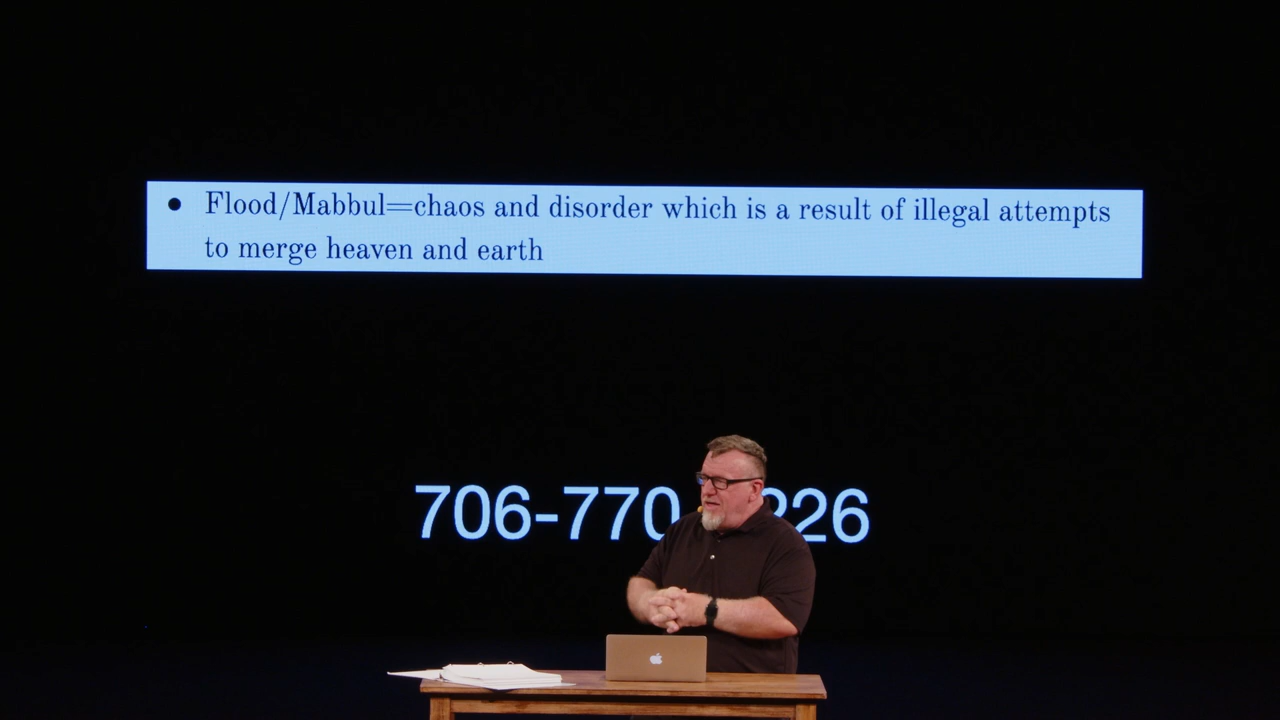 • Flood/Mabbul=chaos and disorder which is a result of illegal attempts
to merge heaven and earth
706-770 226